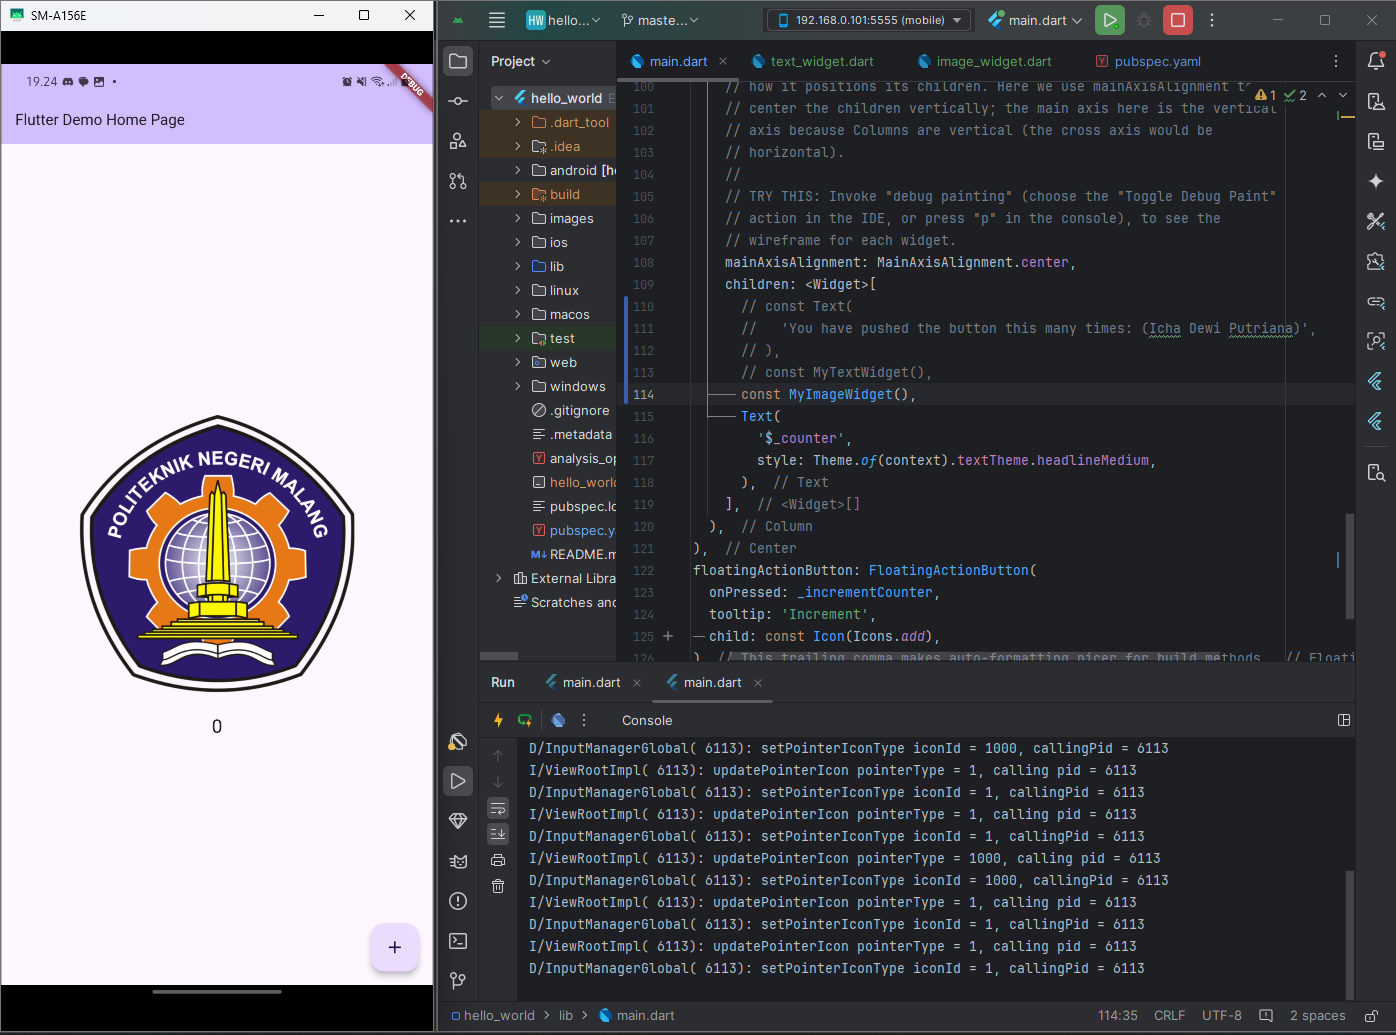 SM-A156E
19.24
DEBUG
Flutter Demo Home Page
POLITEKNIK NEGERI MALANG
0
+
HW hello...
maste...
192.168.0.101:5555 (mobile)
main.dart
Project
main.dart
text_widget.dart
image_widget.dart
pubspec.yaml
hello_world
.dart_tool
.idea
android [h
build
images
ios
lib
linux
macos
test
web
windows
.gitignore
.metadata
analysis_o
hello_worl
pubspec.lo
pubspec.y
README.m
External Libra
Scratches and
1 2
100 // how it positions its children. Here we use mainAxisAlignment t
101 // center the children vertically; the main axis here is the vertical
102 // axis because Columns are vertical (the cross axis would be
103 // horizontal).
104 //
105 // TRY THIS: Invoke "debug painting" (choose the "Toggle Debug Paint"
106 // action in the IDE, or press "p" in the console), to see the
107 // wireframe for each widget.
108 mainAxisAlignment: MainAxisAlignment.center,
109 children: <Widget>[
110 // const Text(
111 //   'You have pushed the button this many times: (Icha Dewi Putriana)',
112 // ),
113 // const MyTextWidget(),
114 const MyImageWidget(),
115 Text(
116 '$_counter',
117 style: Theme.of(context).textTheme.headlineMedium,
118 ),  // Text
119 ],  // <Widget>[]
120 ),  // Column
121 ),  // Center
122 floatingActionButton: FloatingActionButton(
123 onPressed: _incrementCounter,
124 tooltip: 'Increment',
125 child: const Icon(Icons.add),
126 )  // This trailing comma makes auto-formatting nicer for build methods  // Floati
Run
main.dart
main.dart
Console
D/InputManagerGlobal( 6113): setPointerIconType iconId = 1000, callingPid = 6113
I/ViewRootImpl( 6113): updatePointerIcon pointerType = 1, calling pid = 6113
D/InputManagerGlobal( 6113): setPointerIconType iconId = 1, callingPid = 6113
I/ViewRootImpl( 6113): updatePointerIcon pointerType = 1, calling pid = 6113
D/InputManagerGlobal( 6113): setPointerIconType iconId = 1, callingPid = 6113
I/ViewRootImpl( 6113): updatePointerIcon pointerType = 1000, calling pid = 6113
D/InputManagerGlobal( 6113): setPointerIconType iconId = 1000, callingPid = 6113
I/ViewRootImpl( 6113): updatePointerIcon pointerType = 1, calling pid = 6113
D/InputManagerGlobal( 6113): setPointerIconType iconId = 1, callingPid = 6113
I/ViewRootImpl( 6113): updatePointerIcon pointerType = 1, calling pid = 6113
D/InputManagerGlobal( 6113): setPointerIconType iconId = 1, callingPid = 6113
hello_world > lib > main.dart
114:35 CRLF UTF-8 2 spaces